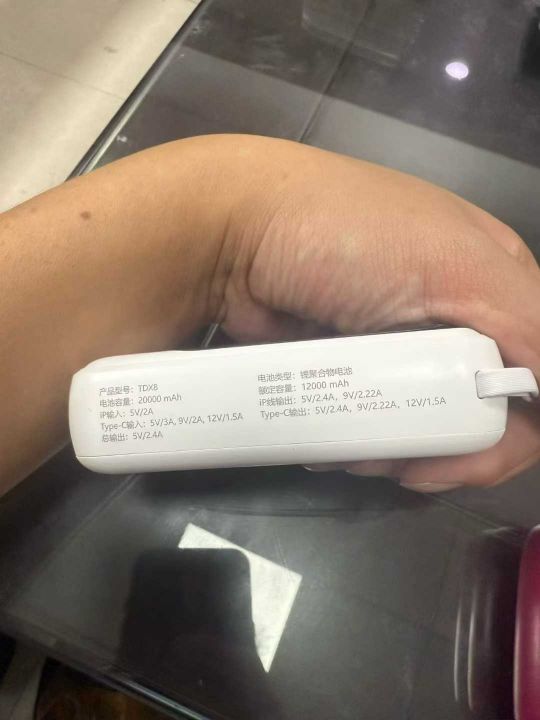 产品型号：TDX8
电池容量：20000 mAh
iP输入：5V/2A
Type-C输入：5V/3A, 9V/2A, 12V/1.5A
总输出：5V/2.4A
电池类型：锂聚合物电池
额定容量：12000 mAh
iP线输出：5V/2.4A，9V/2.22A
Type-C输出：5V/2.4A，9V/2.22A，12V/1.5A